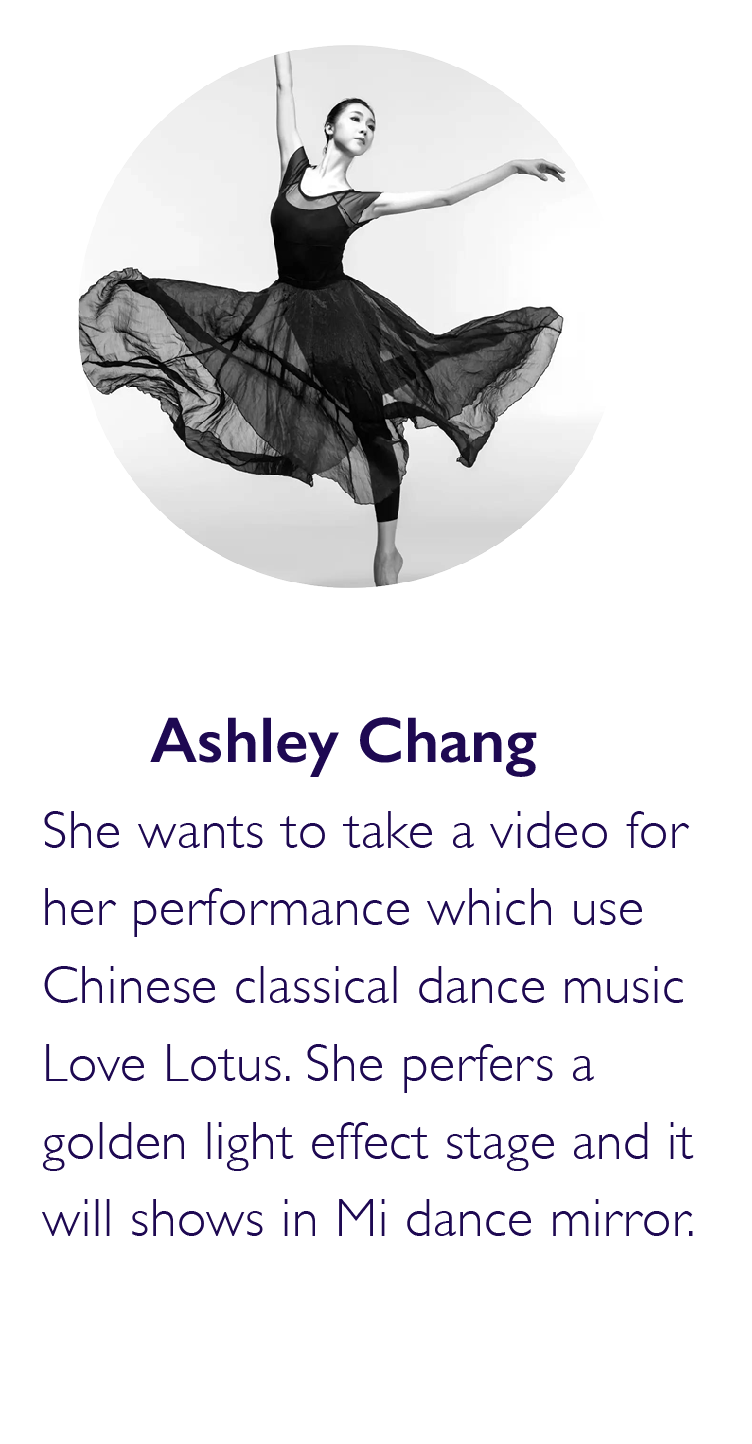 Ashley Chang
She wants to take a video for
her performance which use
Chinese classical dance music
Love Lotus. She perfers a
golden light effect stage and it
will shows in Mi dance mirror.